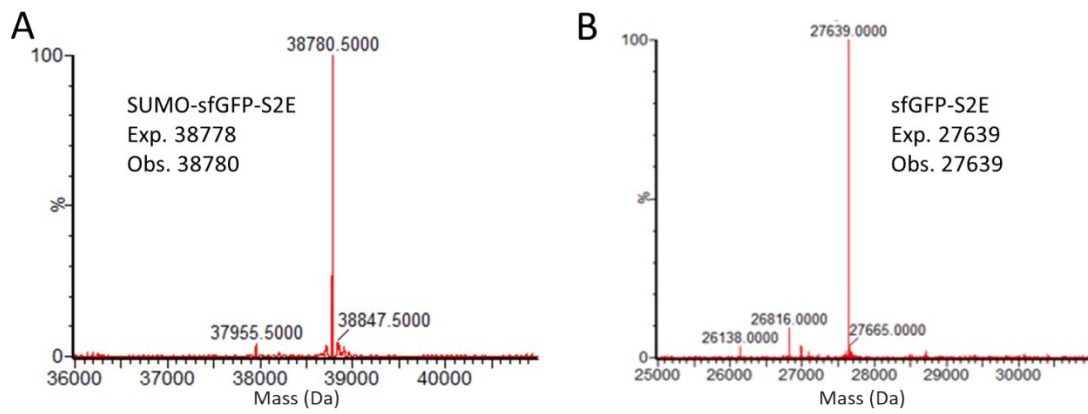 A
38780.5000
100
SUMO-sfGFP-S2E
Exp. 38778
Obs. 38780
%
37955.5000
38847.5000
0
36000 37000 38000 39000 40000
Mass (Da)
B
27639.0000
100
sfGFP-S2E
Exp. 27639
Obs. 27639
%
26816.0000
26138.0000
27665.0000
0
25000 26000 27000 28000 29000 30000
Mass (Da)